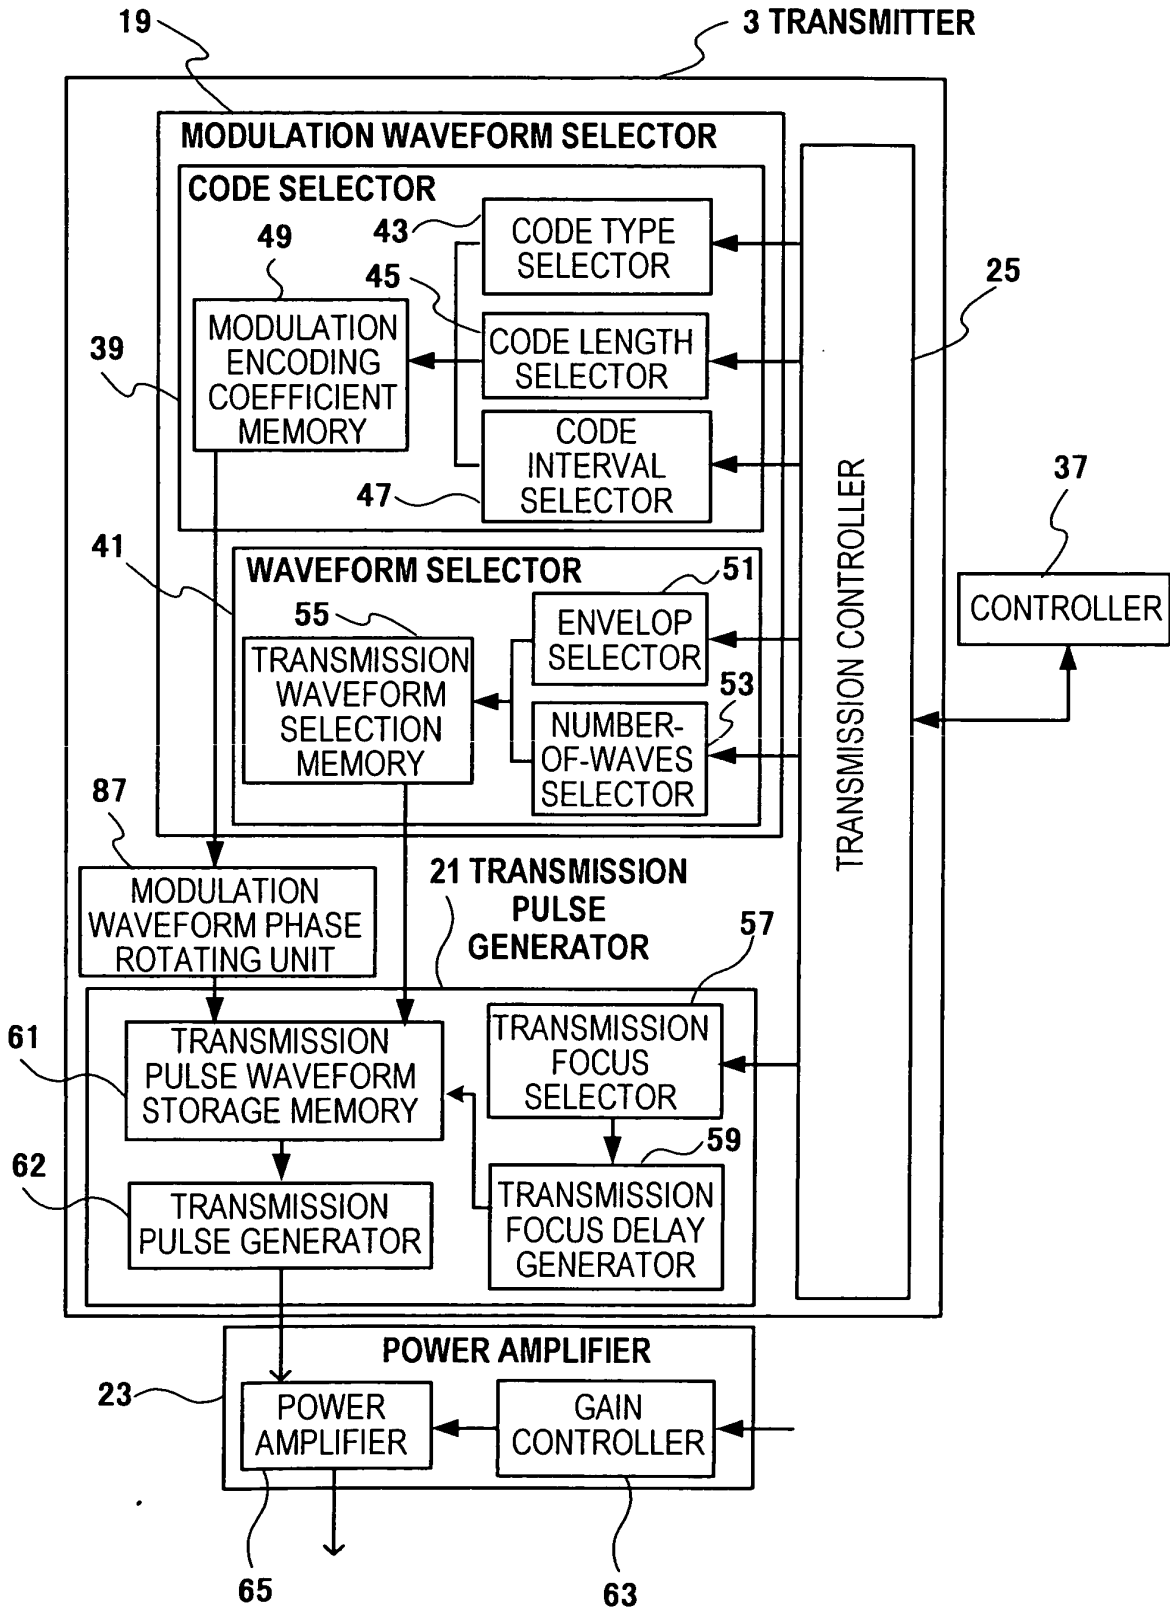 19
3 TRANSMITTER
MODULATION WAVEFORM SELECTOR
CODE SELECTOR
43
CODE TYPE
SELECTOR
49
45
25
MODULATION
ENCODING
COEFFICIENT
MEMORY
CODE LENGTH
SELECTOR
39
CODE
INTERVAL
SELECTOR
47
37
41
WAVEFORM SELECTOR
51
TRANSMISSION CONTROLLER
CONTROLLER
55
ENVELOP
SELECTOR
TRANSMISSION
WAVEFORM
SELECTION
MEMORY
53
NUMBER-
OF-WAVES
SELECTOR
87
MODULATION
WAVEFORM PHASE
ROTATING UNIT
21 TRANSMISSION
PULSE
GENERATOR
57
61
TRANSMISSION
PULSE WAVEFORM
STORAGE MEMORY
TRANSMISSION
FOCUS
SELECTOR
59
62
TRANSMISSION
PULSE GENERATOR
TRANSMISSION
FOCUS DELAY
GENERATOR
POWER AMPLIFIER
23
POWER
AMPLIFIER
GAIN
CONTROLLER
65
63